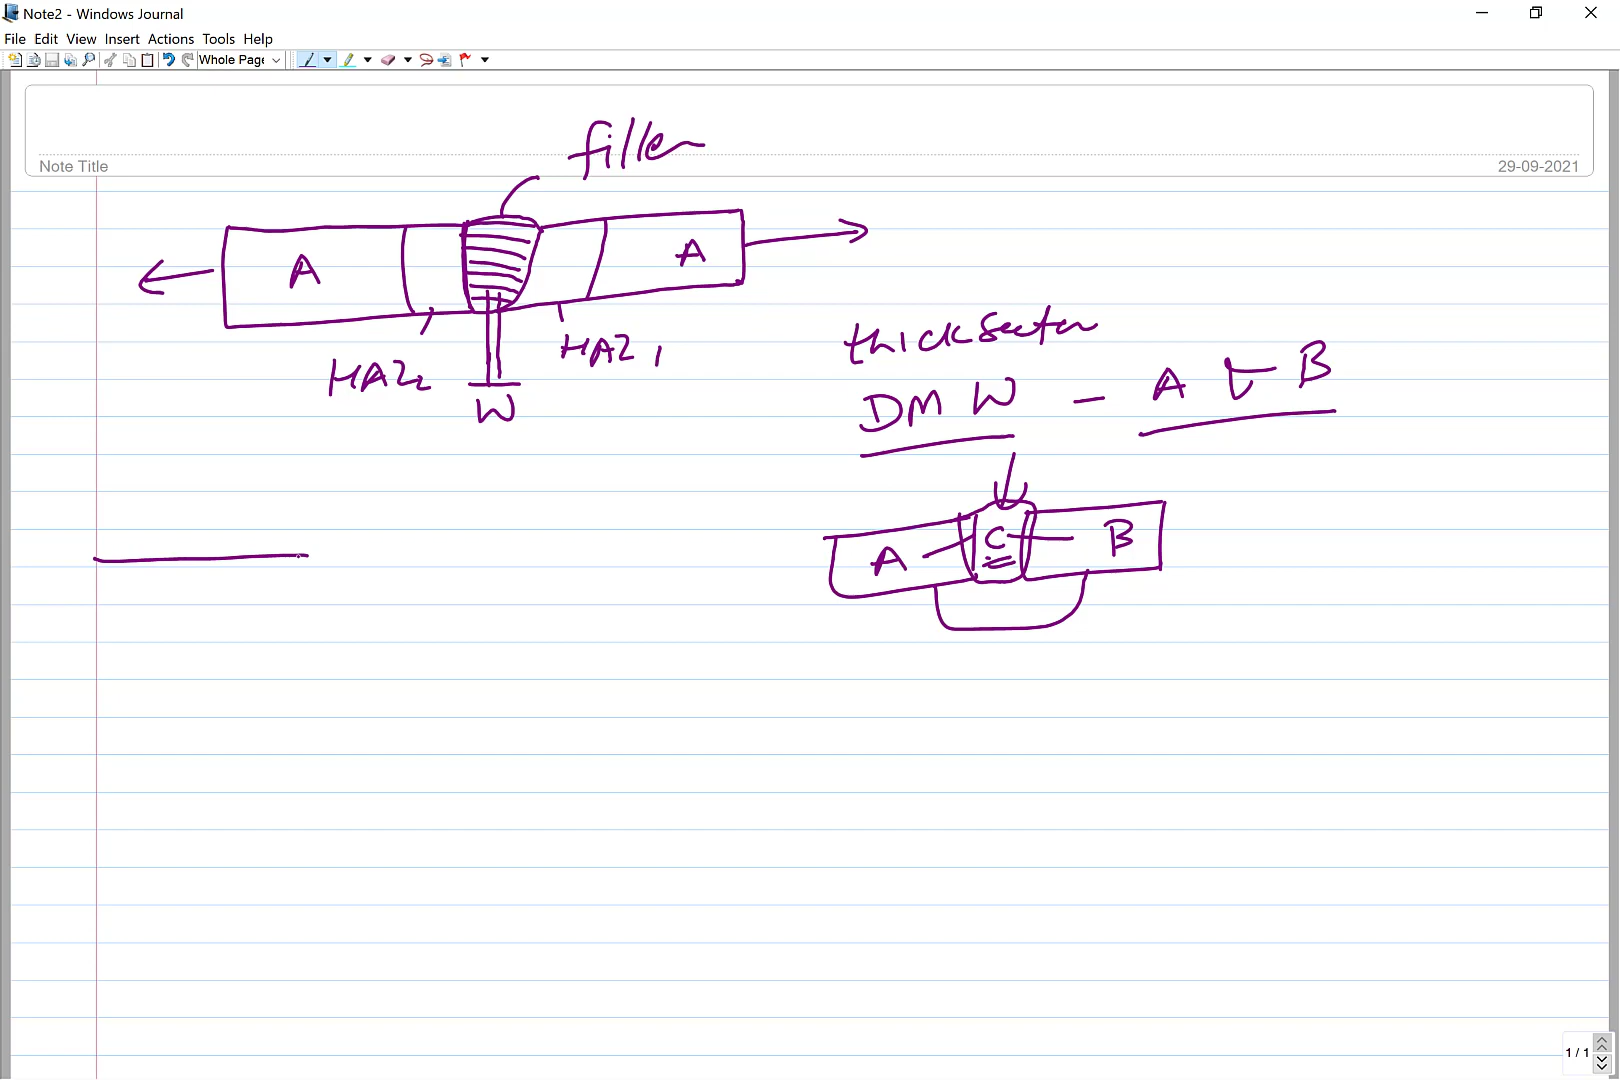 Note2 - Windows Journal
File Edit View Insert Actions Tools Help
Whole Page
filler
Note Title
29-09-2021
A
A
HAZ1
HAZ2
W
thick
DMW - A & B
A
C
B
1 / 1